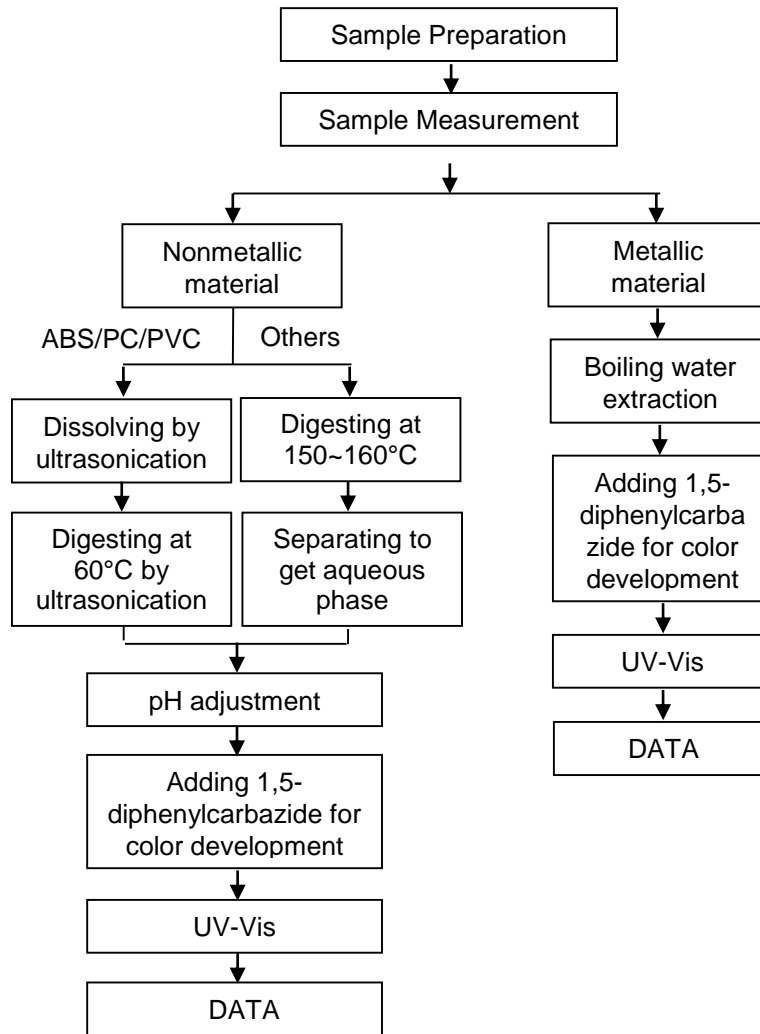 Sample Preparation
Sample Measurement
Nonmetallic
material
ABS/PC/PVC
Others
Dissolving by
ultrasonication
Digesting at
150~160°C
Digesting at
60°C by
ultrasonication
Separating to
get aqueous
phase
pH adjustment
Adding 1,5-
diphenylcarbazide for
color development
UV-Vis
DATA
Metallic
material
Boiling water
extraction
Adding 1,5-
diphenylcarba
zide for color
development
UV-Vis
DATA